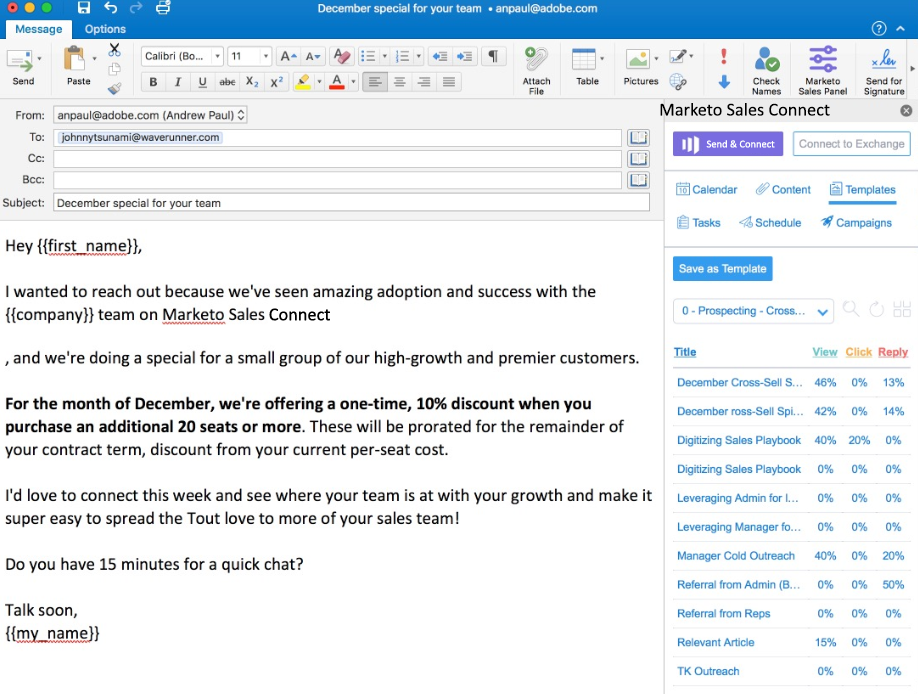 December special for your team • anpaul@adobe.com
Message Options
Calibri (Bo... 11 A A
Send Paste B I U abc X₂ X² A Attach File Table Pictures Check Names Marketo Sales Panel Send for Signature
From: anpaul@adobe.com (Andrew Paul)
To: johnnytsunami@waverunner.com
Cc:
Bcc:
Subject: December special for your team
Hey {{first_name}},
I wanted to reach out because we've seen amazing adoption and success with the
{{company}} team on Marketo Sales Connect
, and we're doing a special for a small group of our high-growth and premier customers.
For the month of December, we're offering a one-time, 10% discount when you
purchase an additional 20 seats or more. These will be prorated for the remainder of
your contract term, discount from your current per-seat cost.
I'd love to connect this week and see where your team is at with your growth and make it
super easy to spread the Tout love to more of your sales team!
Do you have 15 minutes for a quick chat?
Talk soon,
{{my_name}}
Marketo Sales Connect
Send & Connect Connect to Exchange
Calendar Content Templates
Tasks Schedule Campaigns
Save as Template
0 - Prospecting - Cross...
Title View Click Reply
December Cross-Sell S... 46% 0% 13%
December ross-Sell Spi... 42% 0% 14%
Digitizing Sales Playbook 40% 20% 0%
Digitizing Sales Playbook 0% 0% 0%
Leveraging Admin for I... 0% 0% 0%
Leveraging Manager fo... 0% 0% 0%
Manager Cold Outreach 40% 0% 20%
Referral from Admin (B... 0% 0% 50%
Referral from Reps 0% 0% 0%
Relevant Article 15% 0% 0%
TK Outreach 0% 0% 0%